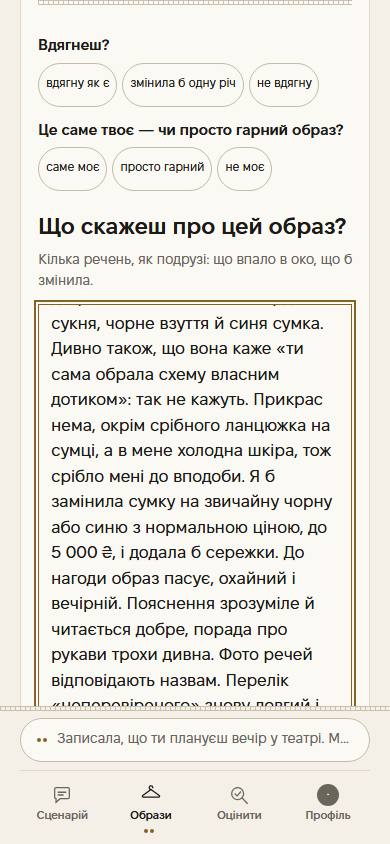 Вдягнеш?
вдягну як є
змінила б одну річ
не вдягну
Це саме твоє — чи просто гарний образ?
саме моє
просто гарний
не моє
Що скажеш про цей образ?
Кілька речень, як подрузі: що впало в око, що б
змінила.
сукня, чорне взуття й синя сумка.
Дивно також, що вона каже «ти
сама обрала схему власним
дотиком»: так не кажуть. Прикрас
нема, окрім срібного ланцюжка на
сумці, а в мене холодна шкіра, тож
срібло мені до вподоби. Я б
замінила сумку на звичайну чорну
або синю з нормальною ціною, до
5 000 ₴, і додала б сережки. До
нагоди образ пасує, охайний і
вечірній. Пояснення зрозуміле й
читається добре, порада про
рукави трохи дивна. Фото речей
відповідають назвам. Перелік
«неперевіреного» знову довгий і
Записала, що ти плануєш вечір у театрі. М...
Сценарій
Образи
Оцінити
Профіль